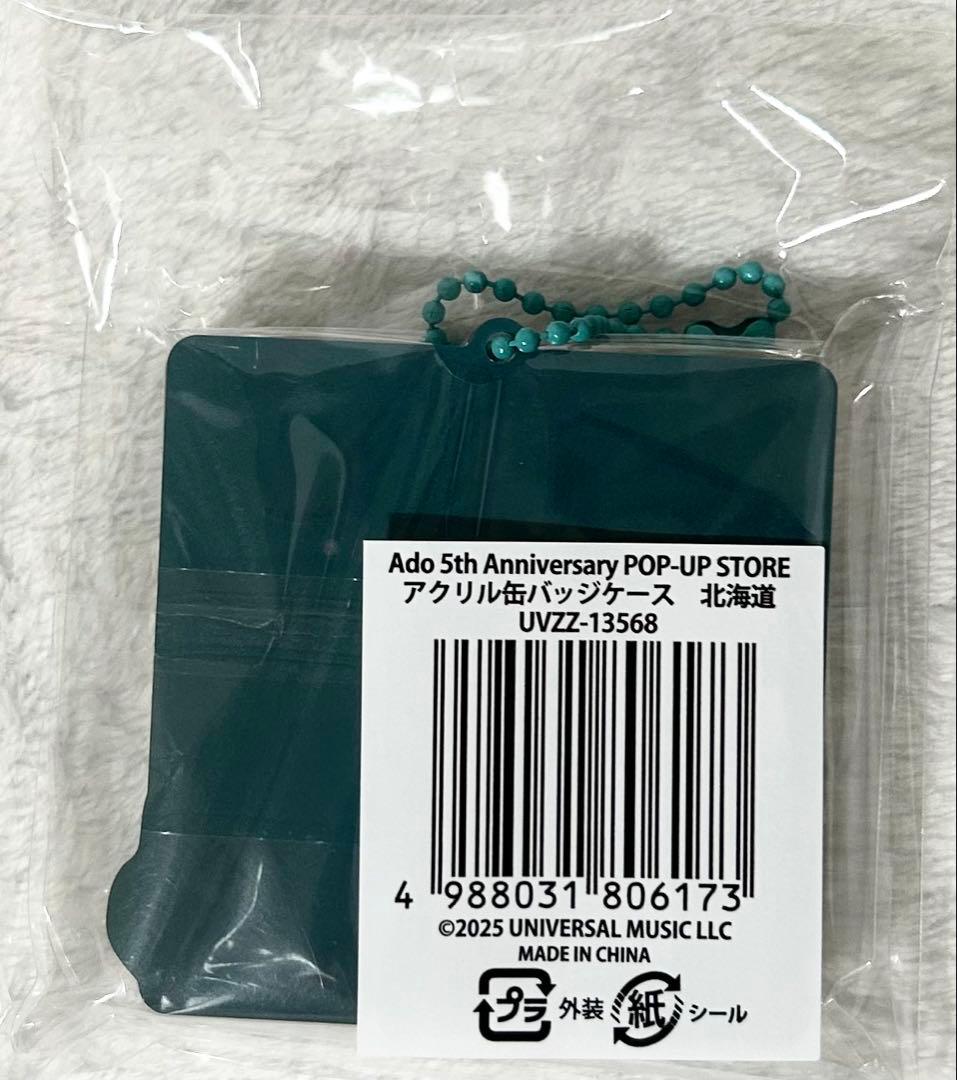 Ado 5th Anniversary POP-UP STORE
アクリル缶バッジケース　北海道
UVZZ-13568
4 988031 806173
©2025 UNIVERSAL MUSIC LLC
MADE IN CHINA
プラ 外装 紙 シール